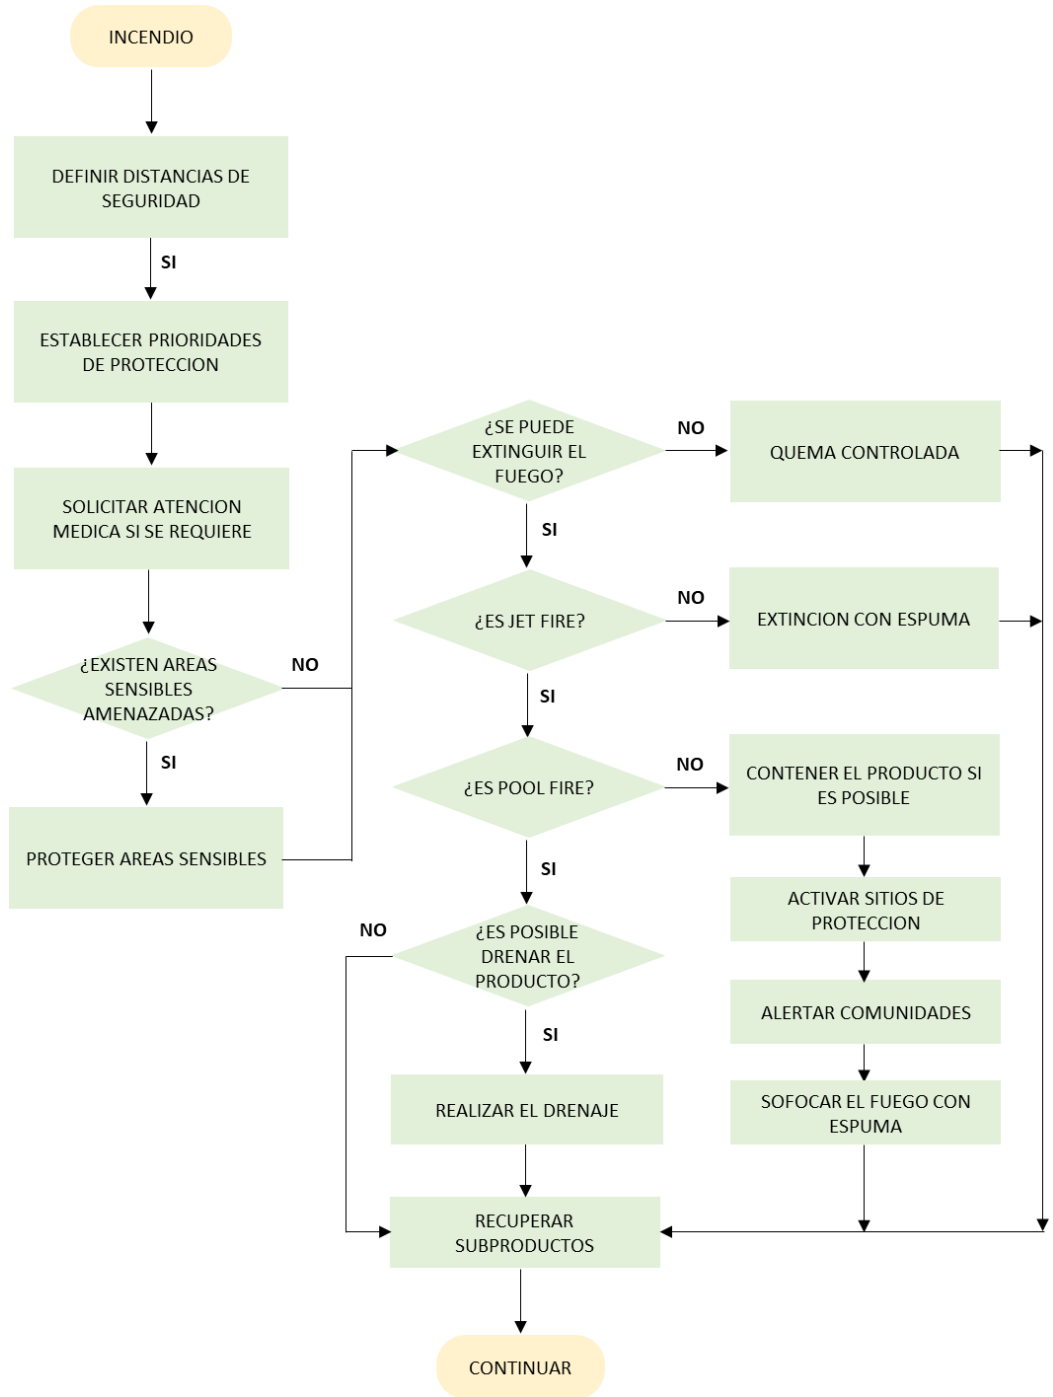 INCENDIO
DEFINIR DISTANCIAS DE
SEGURIDAD
SI
ESTABLECER PRIORIDADES
DE PROTECCION
SOLICITAR ATENCION
MEDICA SI SE REQUIERE
¿EXISTEN AREAS
SENSIBLES
AMENAZADAS?
NO
SI
PROTEGER AREAS SENSIBLES
¿SE PUEDE
EXTINGUIR EL
FUEGO?
NO
QUEMA CONTROLADA
SI
¿ES JET FIRE?
NO
EXTINCION CON ESPUMA
SI
¿ES POOL FIRE?
NO
CONTENER EL PRODUCTO SI
ES POSIBLE
SI
ACTIVAR SITIOS DE
PROTECCION
ALERTAR COMUNIDADES
SOFOCAR EL FUEGO CON
ESPUMA
NO
¿ES POSIBLE
DRENAR EL
PRODUCTO?
SI
REALIZAR EL DRENAJE
RECUPERAR
SUBPRODUCTOS
CONTINUAR